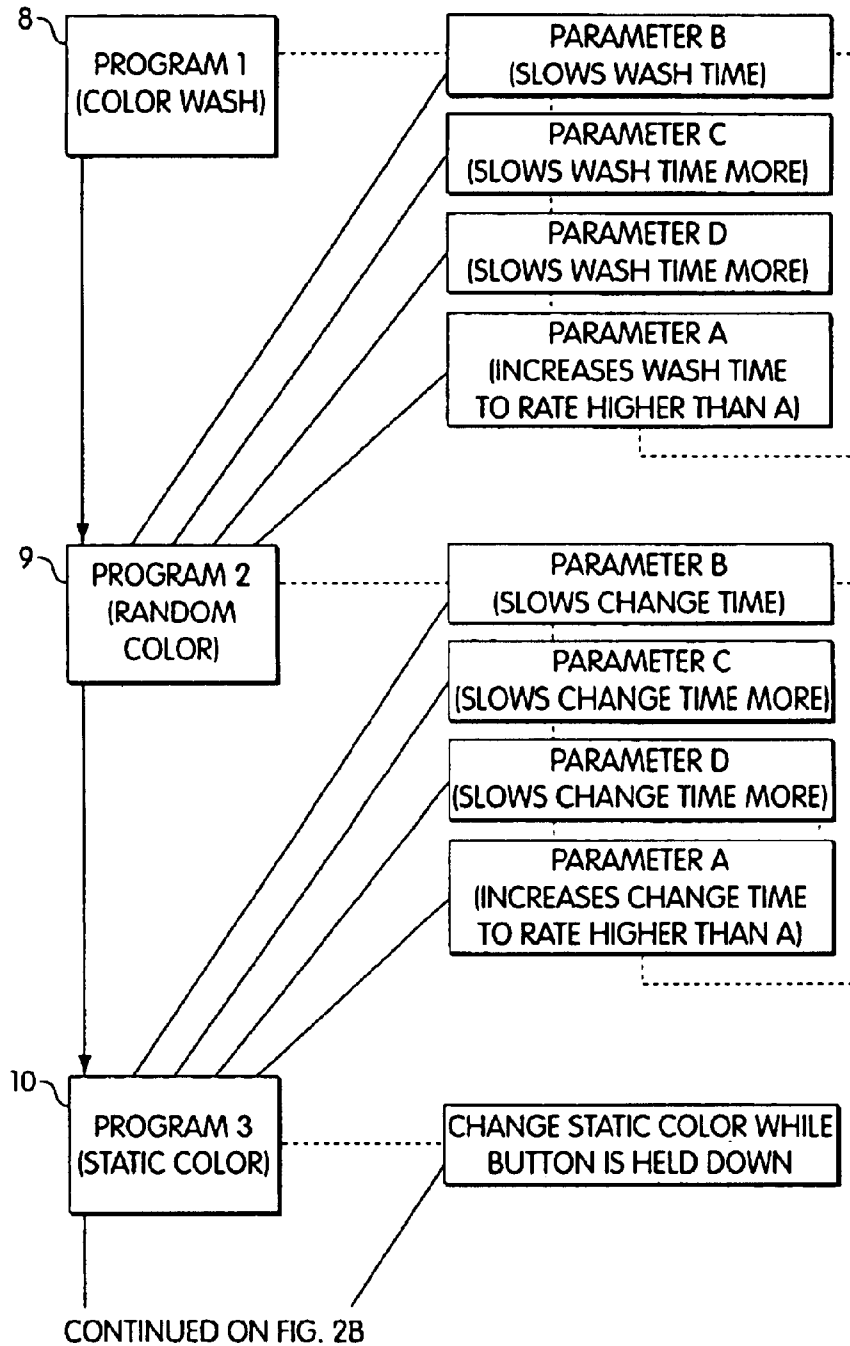 8
PROGRAM 1
(COLOR WASH)
PARAMETER B
(SLOWS WASH TIME)
PARAMETER C
(SLOWS WASH TIME MORE)
PARAMETER D
(SLOWS WASH TIME MORE)
PARAMETER A
(INCREASES WASH TIME
TO RATE HIGHER THAN A)
9
PROGRAM 2
(RANDOM
COLOR)
PARAMETER B
(SLOWS CHANGE TIME)
PARAMETER C
(SLOWS CHANGE TIME MORE)
PARAMETER D
(SLOWS CHANGE TIME MORE)
PARAMETER A
(INCREASES CHANGE TIME
TO RATE HIGHER THAN A)
10
PROGRAM 3
(STATIC COLOR)
CHANGE STATIC COLOR WHILE
BUTTON IS HELD DOWN
CONTINUED ON FIG. 2B